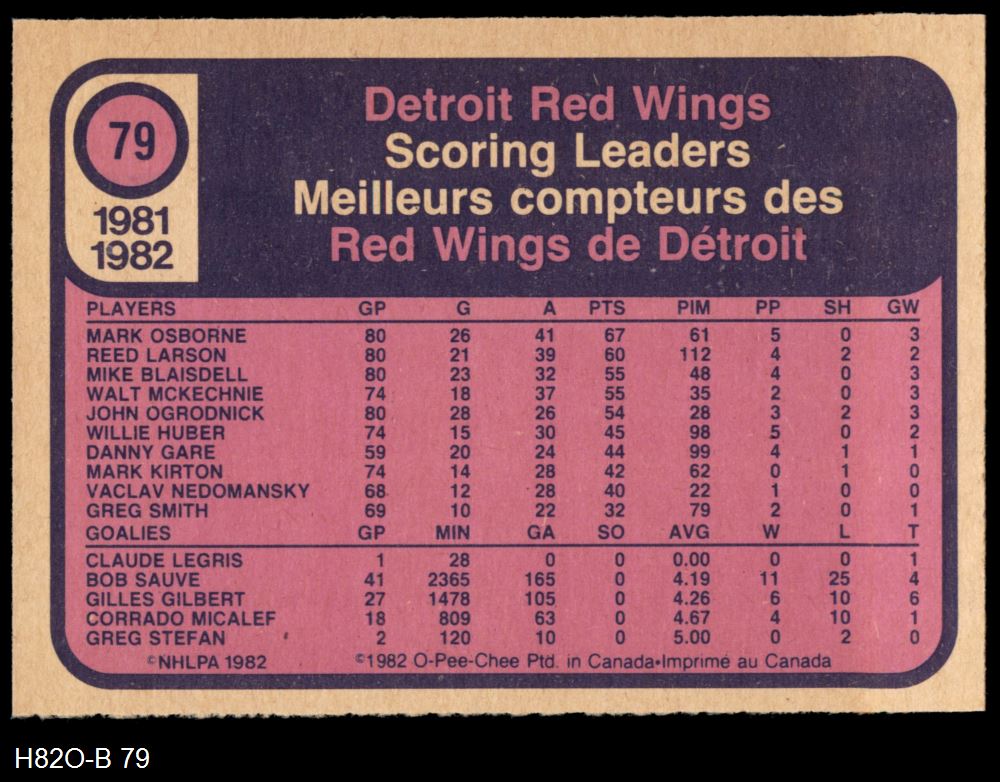 79
1981
1982
Detroit Red Wings
Scoring Leaders
Meilleurs compteurs des
Red Wings de Détroit
PLAYERS GP G A PTS PIM PP SH GW
MARK OSBORNE 80 26 41 67 61 5 0 3
REED LARSON 80 21 39 60 112 4 2 2
MIKE BLAISDELL 80 23 32 55 48 4 0 3
WALT MCKECHNIE 74 18 37 55 35 2 0 3
JOHN OGRODNICK 80 28 26 54 28 3 2 3
WILLIE HUBER 74 15 30 45 98 5 0 2
DANNY GARE 59 20 24 44 99 4 1 1
MARK KIRTON 74 14 28 42 62 0 1 0
VACLAV NEDOMANSKY 68 12 28 40 22 1 0 0
GREG SMITH 69 10 22 32 79 2 0 1
GOALIES GP MIN GA SO AVG W L T
CLAUDE LEGRIS 1 28 0 0 0.00 0 0 1
BOB SAUVE 41 2365 165 0 4.19 11 25 4
GILLES GILBERT 27 1478 105 0 4.26 6 10 6
CORRADO MICALEF 18 809 63 0 4.67 4 10 1
GREG STEFAN 2 120 10 0 5.00 0 2 0
©NHLPA 1982 ©1982 O-Pee-Chee Ptd. in Canada•Imprimé au Canada
H82O-B 79